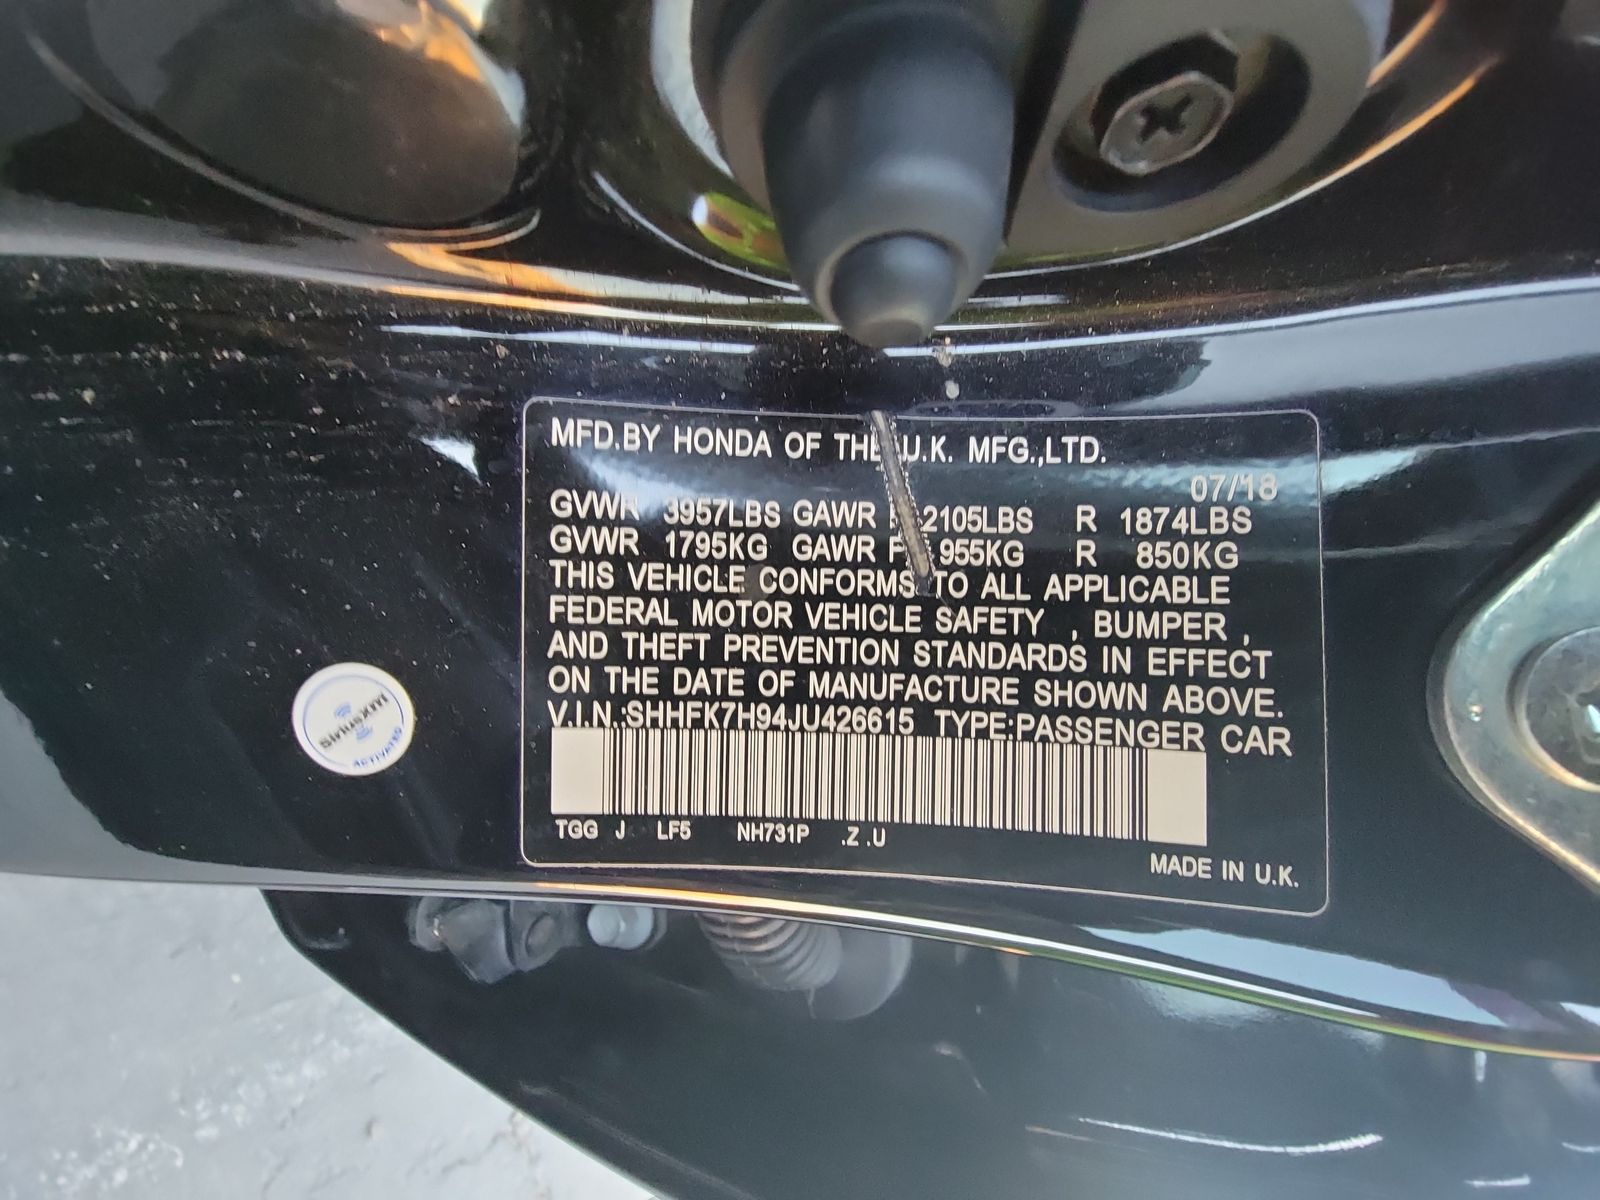 MFD.BY HONDA OF THE U.K. MFG.,LTD.
07/18
GVWR 3957LBS GAWR F 2105LBS R 1874LBS
GVWR 1795KG GAWR F 955KG R 850KG
THIS VEHICLE CONFORMS TO ALL APPLICABLE
FEDERAL MOTOR VEHICLE SAFETY , BUMPER ,
AND THEFT PREVENTION STANDARDS IN EFFECT
ON THE DATE OF MANUFACTURE SHOWN ABOVE.
V.I.N.:SHHFK7H94JU426615 TYPE:PASSENGER CAR
TGG J LF5 NH731P .Z .U
MADE IN U.K.
SiriusXM
ACTIVATED